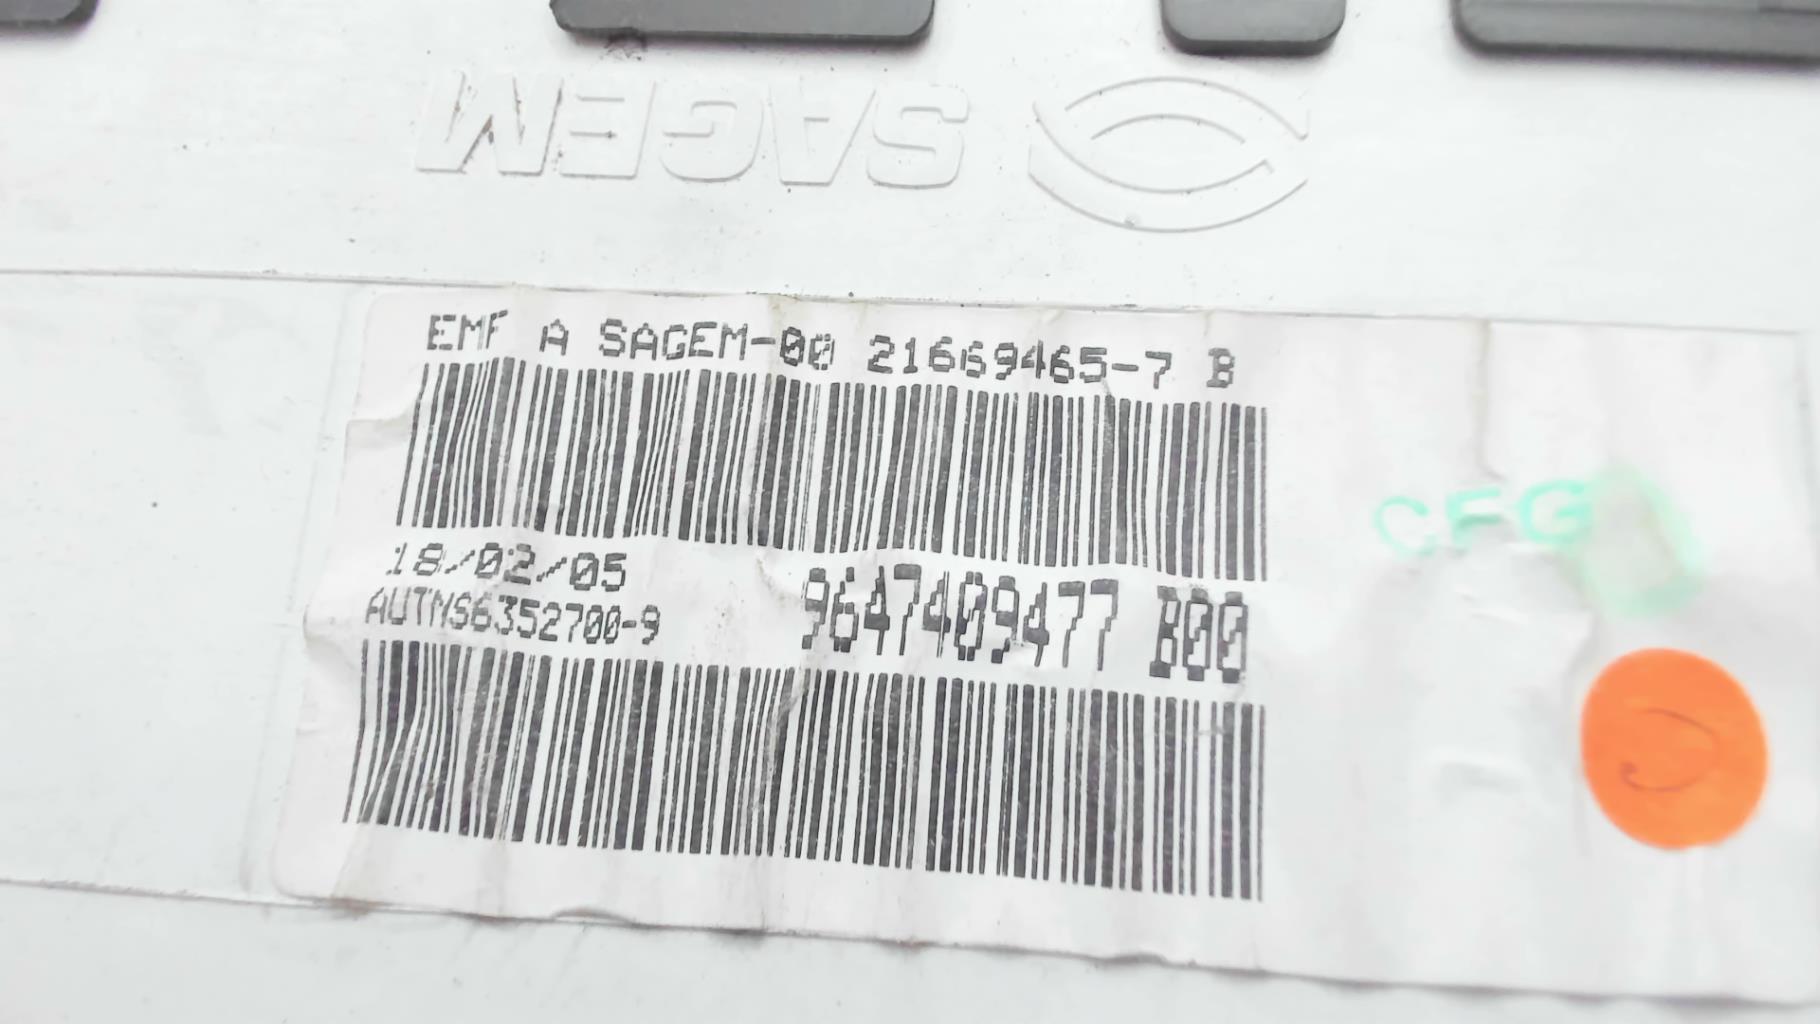 SAGEM
EMF A SAGEM-00 21669465-7 B
18/02/05
AUTNS6352700-9
9647409477 B00
CFG
C